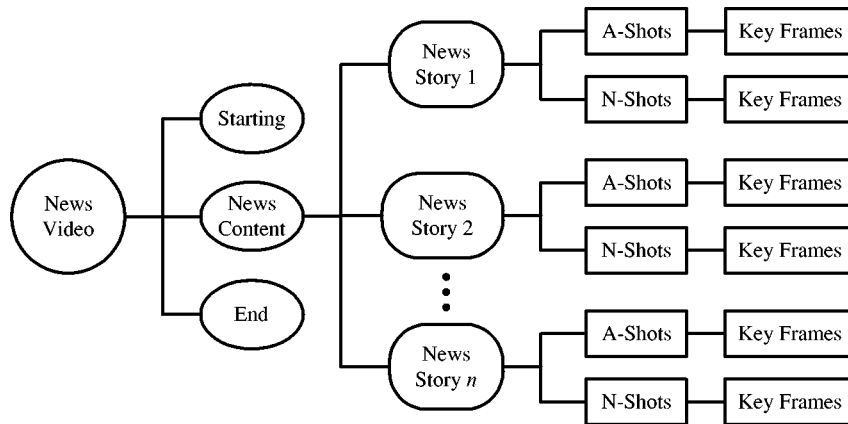 News
Video
Starting
News
Content
End
News
Story 1
A-Shots
Key Frames
N-Shots
Key Frames
News
Story 2
A-Shots
Key Frames
N-Shots
Key Frames
News
Story n
A-Shots
Key Frames
N-Shots
Key Frames